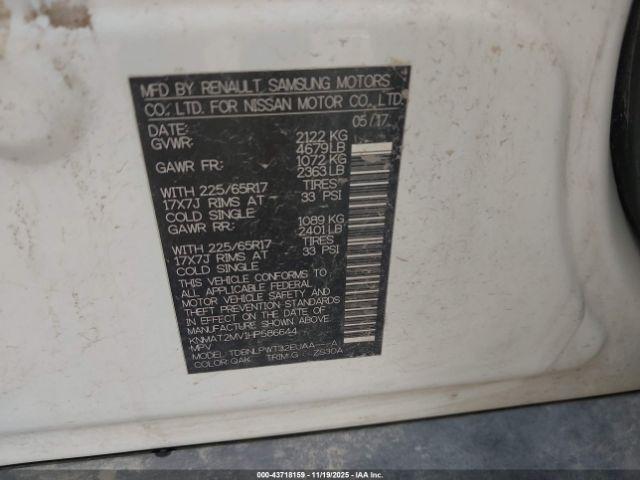 MFD BY RENAULT SAMSUNG MOTORS
CO., LTD. FOR NISSAN MOTOR CO., LTD.
DATE: 05/17
GVWR: 2122 KG
4679 LB
GAWR FR: 1072 KG
2363 LB
WITH 225/65R17 TIRES
17X7J RIMS AT 33 PSI
COLD SINGLE
GAWR RR: 1089 KG
2401 LB
WITH 225/65R17 TIRES
17X7J RIMS AT 33 PSI
COLD SINGLE
THIS VEHICLE CONFORMS TO
ALL APPLICABLE FEDERAL
MOTOR VEHICLE SAFETY AND
THEFT PREVENTION STANDARDS
IN EFFECT ON THE DATE OF
MANUFACTURE SHOWN ABOVE.
KNMAT2MV1HP586644
MPV
MODEL: TDBNLPWT32EUAA---A
COLOR: QAK TRIM: G ZS30A
000-43718159 - 11/19/2025 - IAA Inc.